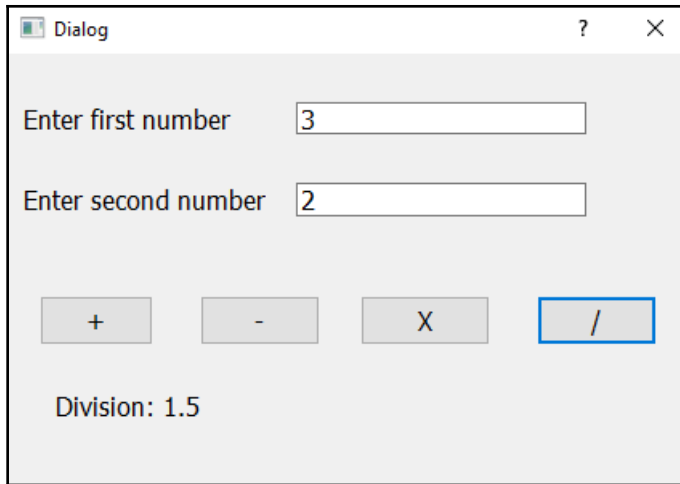 Dialog ?
Enter first number 3
Enter second number 2
+ - X /
Division: 1.5